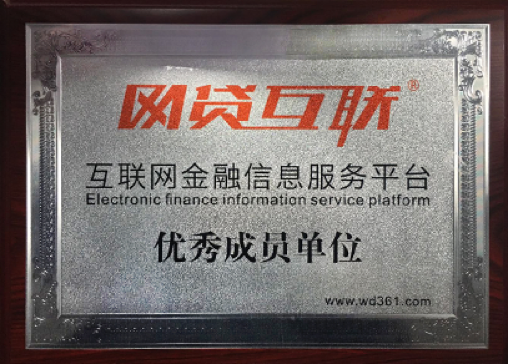 网贷互联®
互联网金融信息服务平台
Electronic finance information service platform
优秀成员单位
www.wd361.com